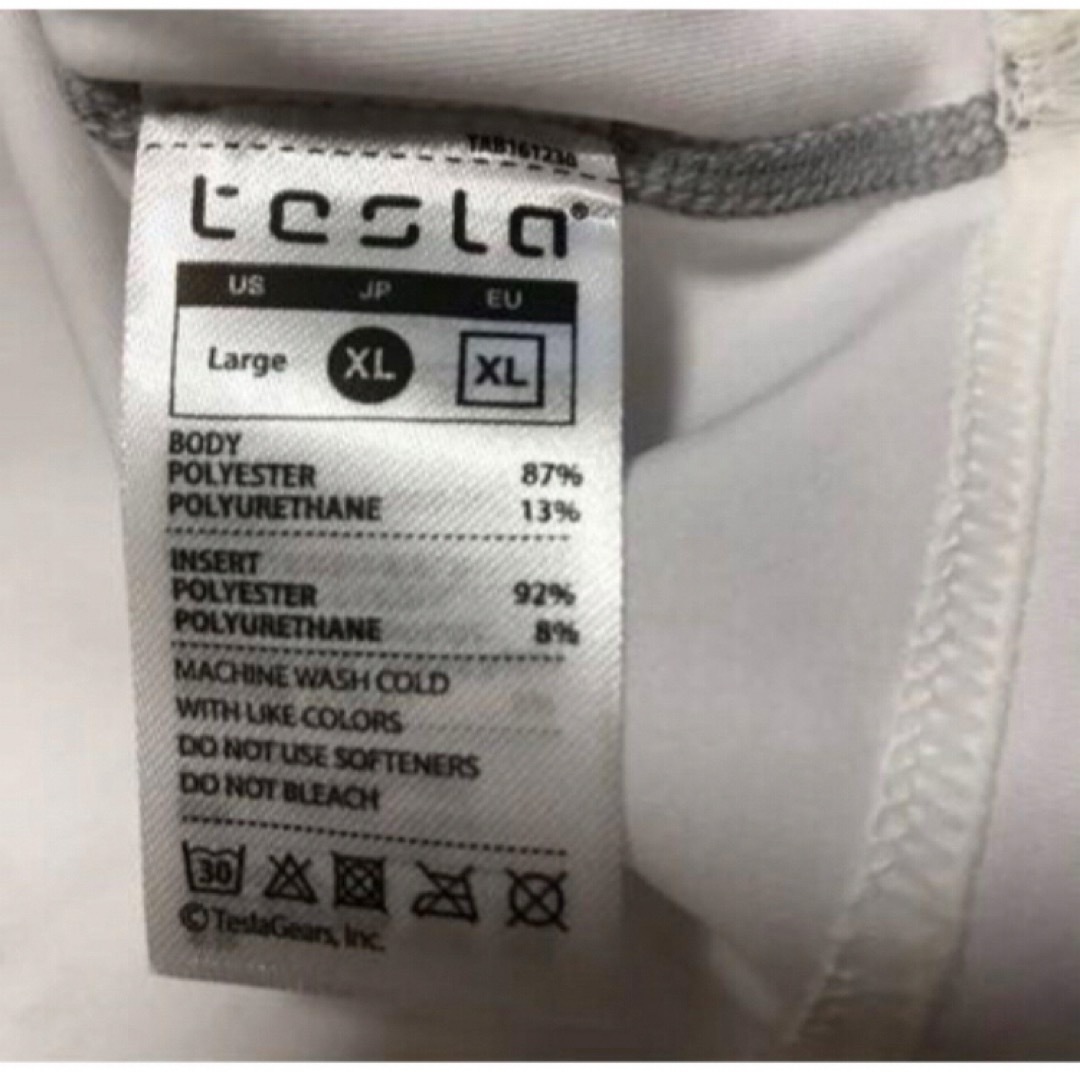 TAB161230
tesla®
US JP EU
Large XL XL
BODY
POLYESTER 87%
POLYURETHANE 13%
INSERT
POLYESTER 92%
POLYURETHANE 8%
MACHINE WASH COLD
WITH LIKE COLORS
DO NOT USE SOFTENERS
DO NOT BLEACH
30
©TeslaGears, Inc.